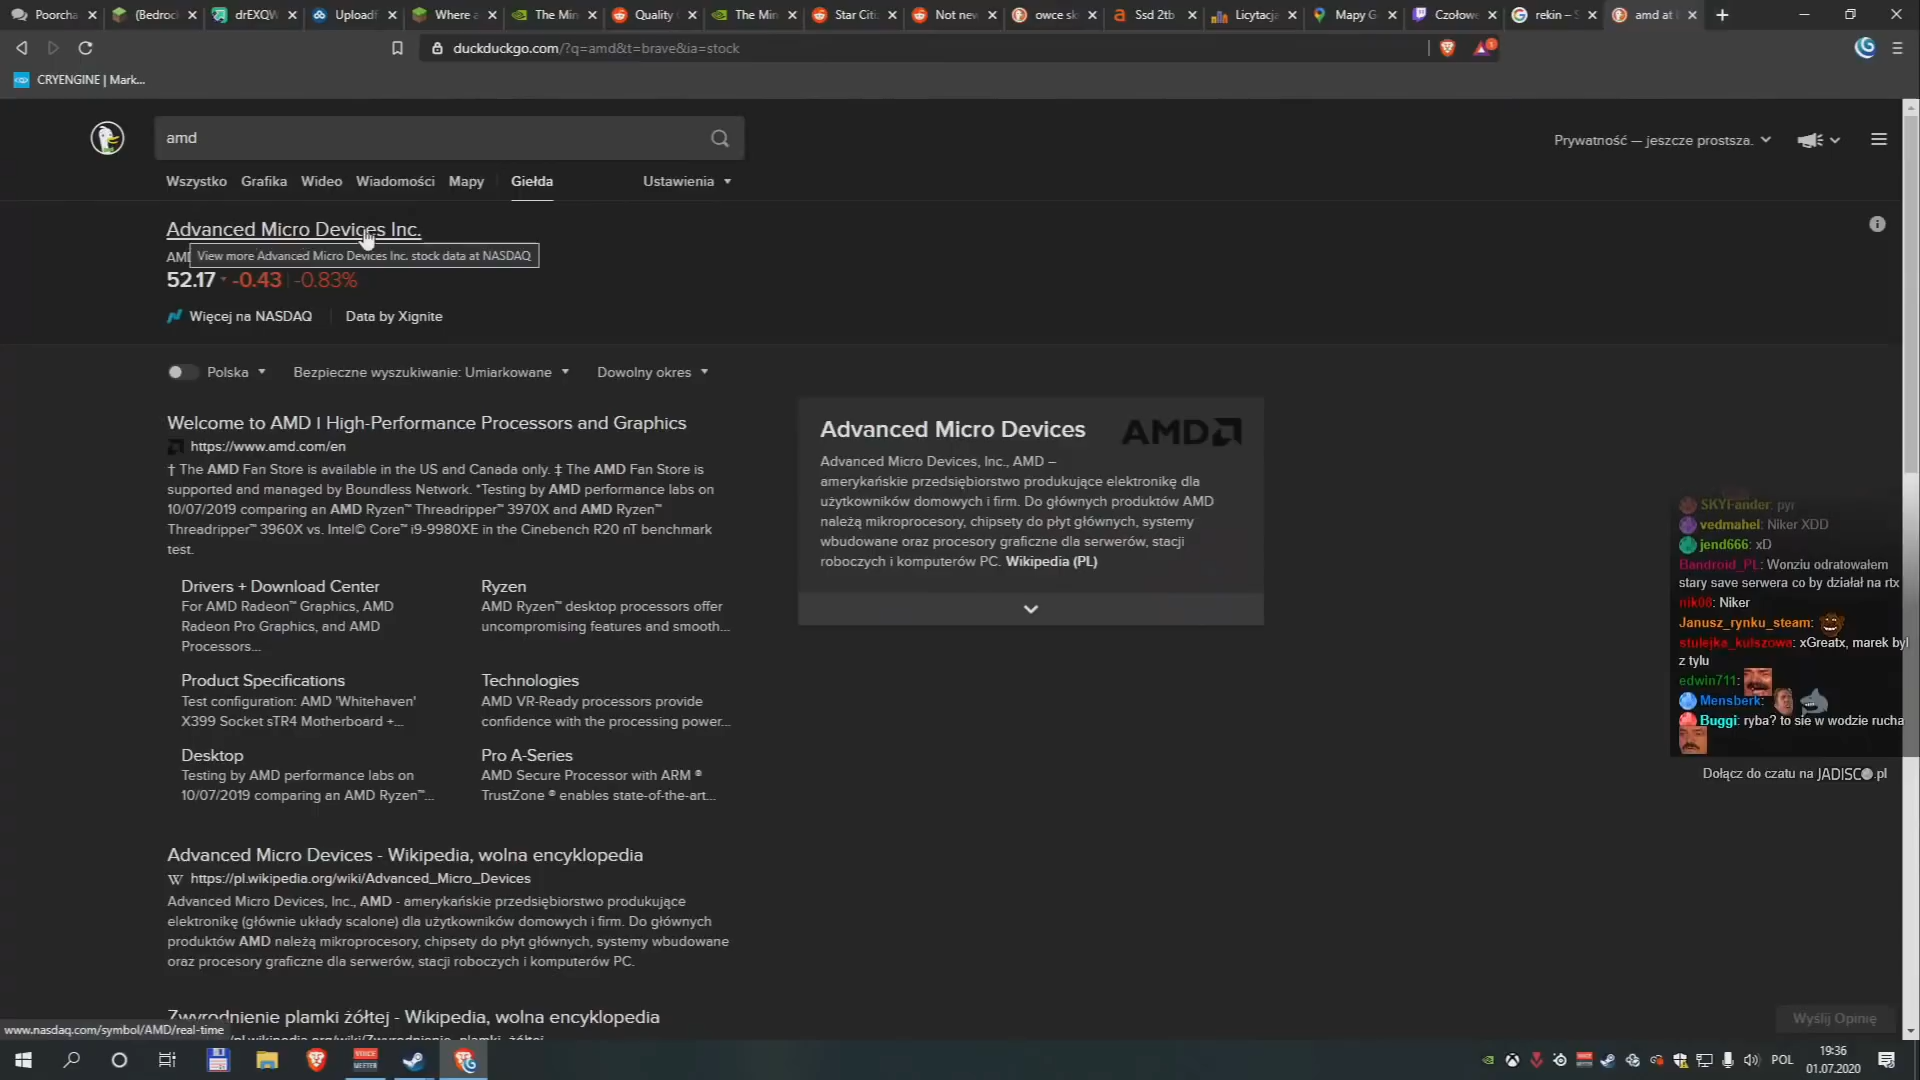 Poorcha
(Bedroc
drEXQW
Uploadf
Where a
The Min
Quality
The Min
Star Citi
Not nev
owce sk
Ssd 2tb
Licytacja
Mapy G
Czołowe
rekin – S
amd at
duckduckgo.com/?q=amd&t=brave&ia=stock
1
CRYENGINE | Mark...
amd
Prywatność — jeszcze prostsza.
Wszystko
Grafika
Wideo
Wiadomości
Mapy
Giełda
Ustawienia
Advanced Micro Devices Inc.
View more Advanced Micro Devices Inc. stock data at NASDAQ
52.17 -0.43 -0.83%
Więcej na NASDAQ
Data by Xignite
Polska
Bezpieczne wyszukiwanie: Umiarkowane
Dowolny okres
Welcome to AMD | High-Performance Processors and Graphics
https://www.amd.com/en
† The AMD Fan Store is available in the US and Canada only. ‡ The AMD Fan Store is
supported and managed by Boundless Network. *Testing by AMD performance labs on
10/07/2019 comparing an AMD Ryzen™ Threadripper™ 3970X and AMD Ryzen™
Threadripper™ 3960X vs. Intel© Core™ i9-9980XE in the Cinebench R20 nT benchmark
test.
Drivers + Download Center
For AMD Radeon™ Graphics, AMD
Radeon Pro Graphics, and AMD
Processors...
Ryzen
AMD Ryzen™ desktop processors offer
uncompromising features and smooth...
Product Specifications
Test configuration: AMD 'Whitehaven'
X399 Socket sTR4 Motherboard +...
Technologies
AMD VR-Ready processors provide
confidence with the processing power...
Desktop
Testing by AMD performance labs on
10/07/2019 comparing an AMD Ryzen™...
Pro A-Series
AMD Secure Processor with ARM ®
TrustZone ® enables state-of-the-art...
Advanced Micro Devices - Wikipedia, wolna encyklopedia
W https://pl.wikipedia.org/wiki/Advanced_Micro_Devices
Advanced Micro Devices, Inc., AMD - amerykańskie przedsiębiorstwo produkujące
elektronikę (głównie układy scalone) dla użytkowników domowych i firm. Do głównych
produktów AMD należą mikroprocesory, chipsety do płyt głównych, systemy wbudowane
oraz procesory graficzne dla serwerów, stacji roboczych i komputerów PC.
Zwyrodnienie plamki żółtej - Wikipedia, wolna encyklopedia
www.nasdaq.com/symbol/AMD/real-time
Advanced Micro Devices
AMD
Advanced Micro Devices, Inc., AMD –
amerykańskie przedsiębiorstwo produkujące elektronikę dla
użytkowników domowych i firm. Do głównych produktów AMD
należą mikroprocesory, chipsety do płyt głównych, systemy
wbudowane oraz procesory graficzne dla serwerów, stacji
roboczych i komputerów PC. Wikipedia (PL)
SKYFander: pyr
vedmahel: Niker XDD
jend666: xD
Bandroid_PL: Wonziu odratowałem
stary save serwera co by działał na rtx
nik08: Niker
Janusz_rynku_steam:
stulejka_kulszowa: xGreatx, marek był
z tylu
edwin711:
Mensberk:
Buggi: ryba? to sie w wodzie rucha
Dołącz do czatu na JADISCO.pl
Wyślij Opinię
VOICE
MEETER
POL
19:36
01.07.2020